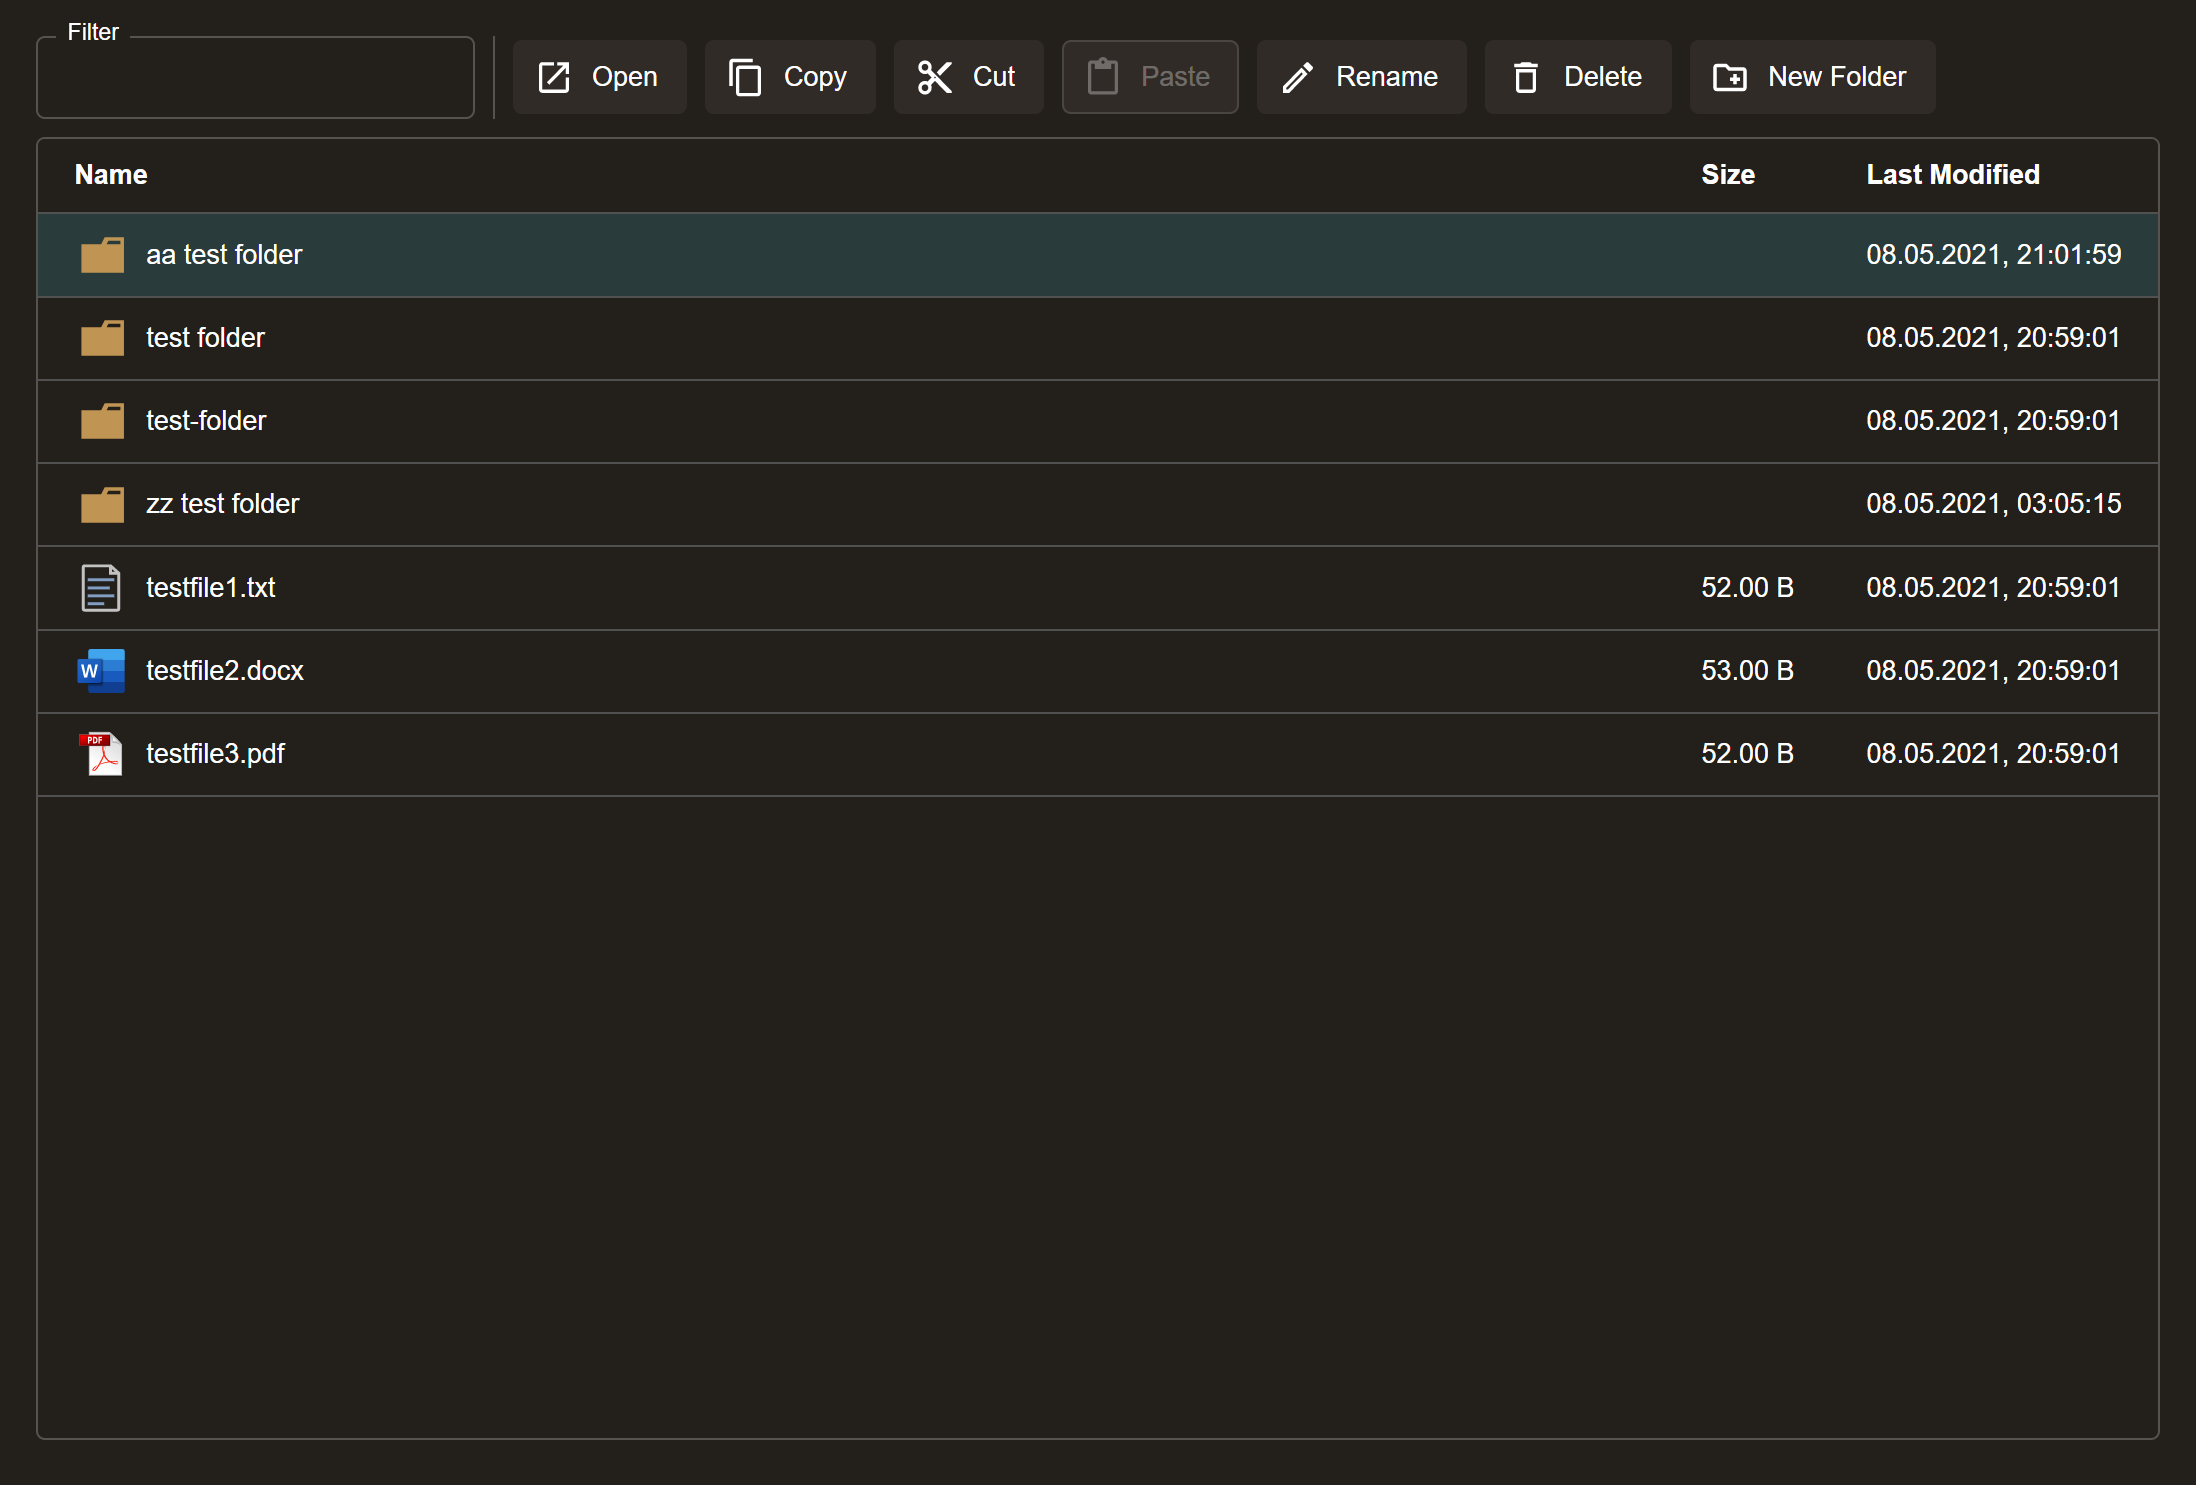 Filter
Open Copy Cut Paste Rename Delete New Folder
Name Size Last Modified
aa test folder 08.05.2021, 21:01:59
test folder 08.05.2021, 20:59:01
test-folder 08.05.2021, 20:59:01
zz test folder 08.05.2021, 03:05:15
testfile1.txt 52.00 B 08.05.2021, 20:59:01
W testfile2.docx 53.00 B 08.05.2021, 20:59:01
PDF testfile3.pdf 52.00 B 08.05.2021, 20:59:01